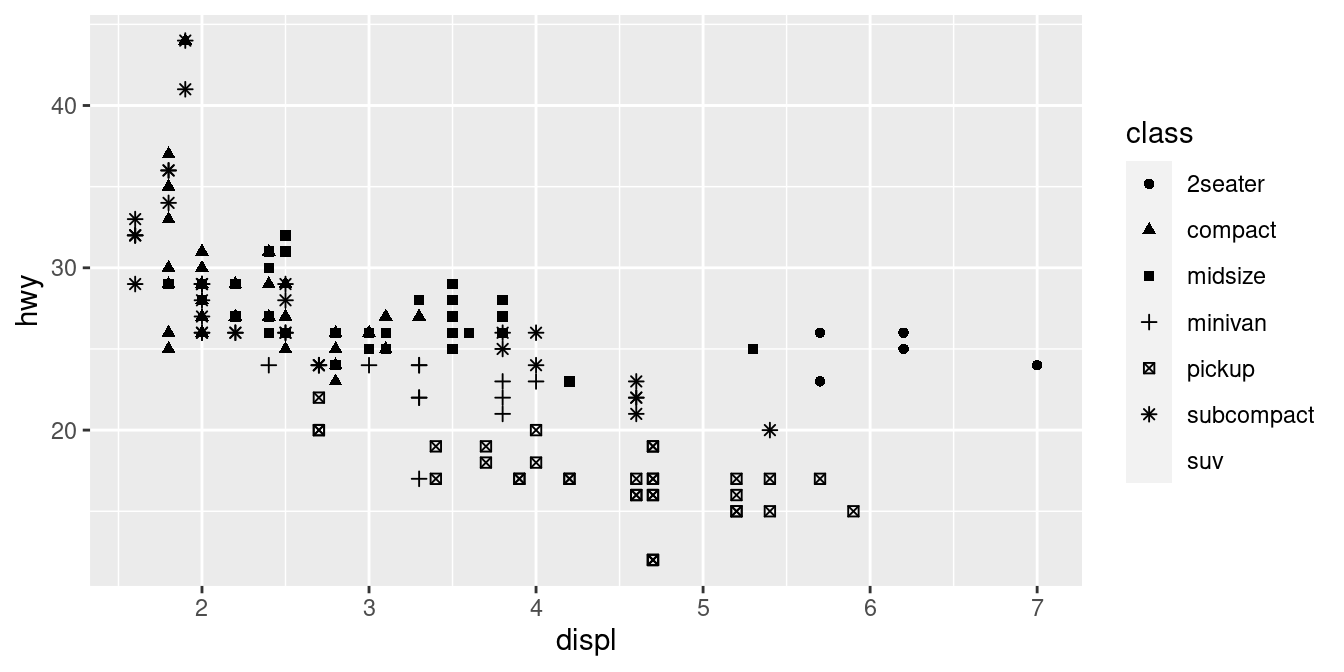 hwy
40
30
20
2 3 4 5 6 7
displ
class
2seater
compact
midsize
minivan
pickup
subcompact
suv